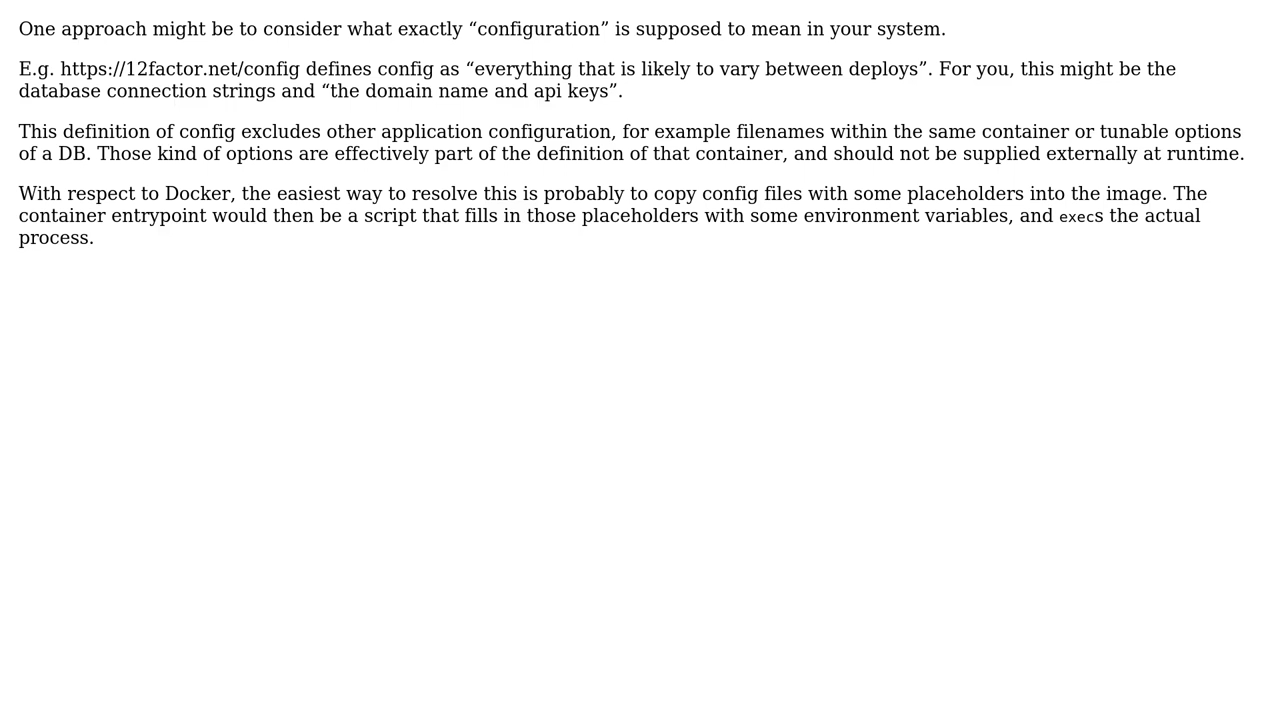 One approach might be to consider what exactly “configuration” is supposed to mean in your system.
E.g. https://12factor.net/config defines config as “everything that is likely to vary between deploys”. For you, this might be the
database connection strings and “the domain name and api keys”.
This definition of config excludes other application configuration, for example filenames within the same container or tunable options
of a DB. Those kind of options are effectively part of the definition of that container, and should not be supplied externally at runtime.
With respect to Docker, the easiest way to resolve this is probably to copy config files with some placeholders into the image. The
container entrypoint would then be a script that fills in those placeholders with some environment variables, and execs the actual
process.